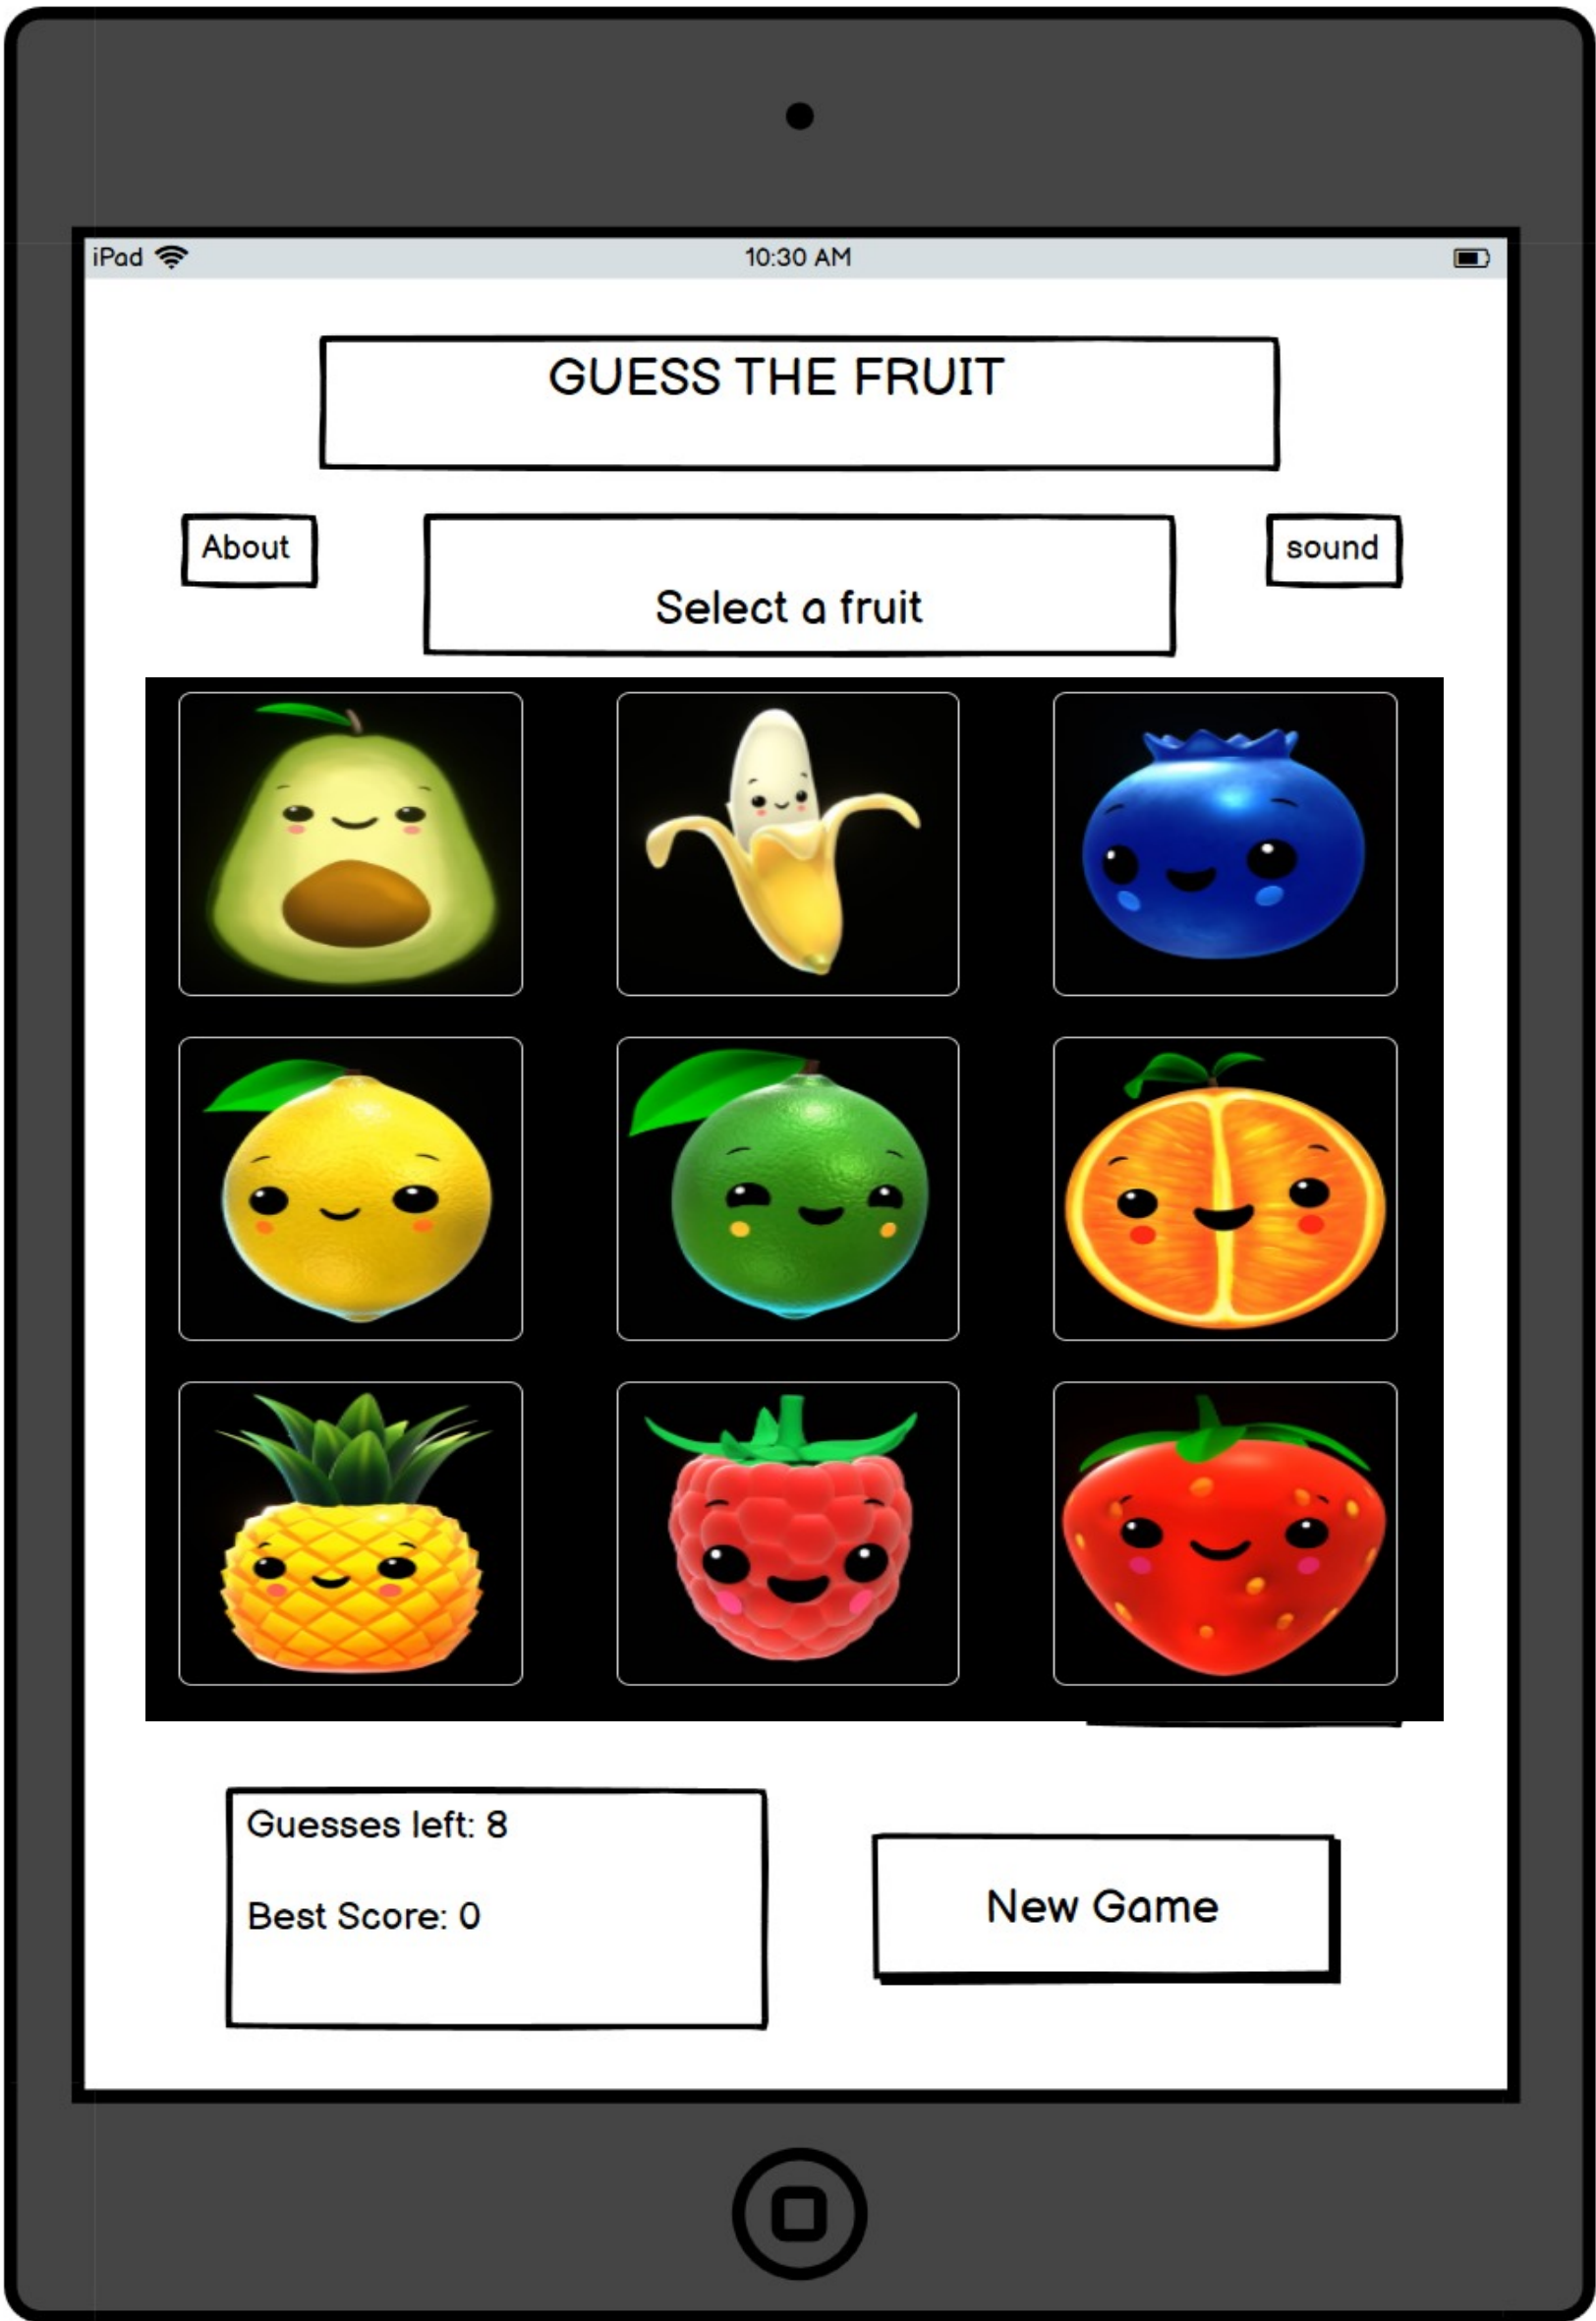 iPad
10:30 AM
GUESS THE FRUIT
About
Select a fruit
sound
Guesses left: 8
Best Score: 0
New Game